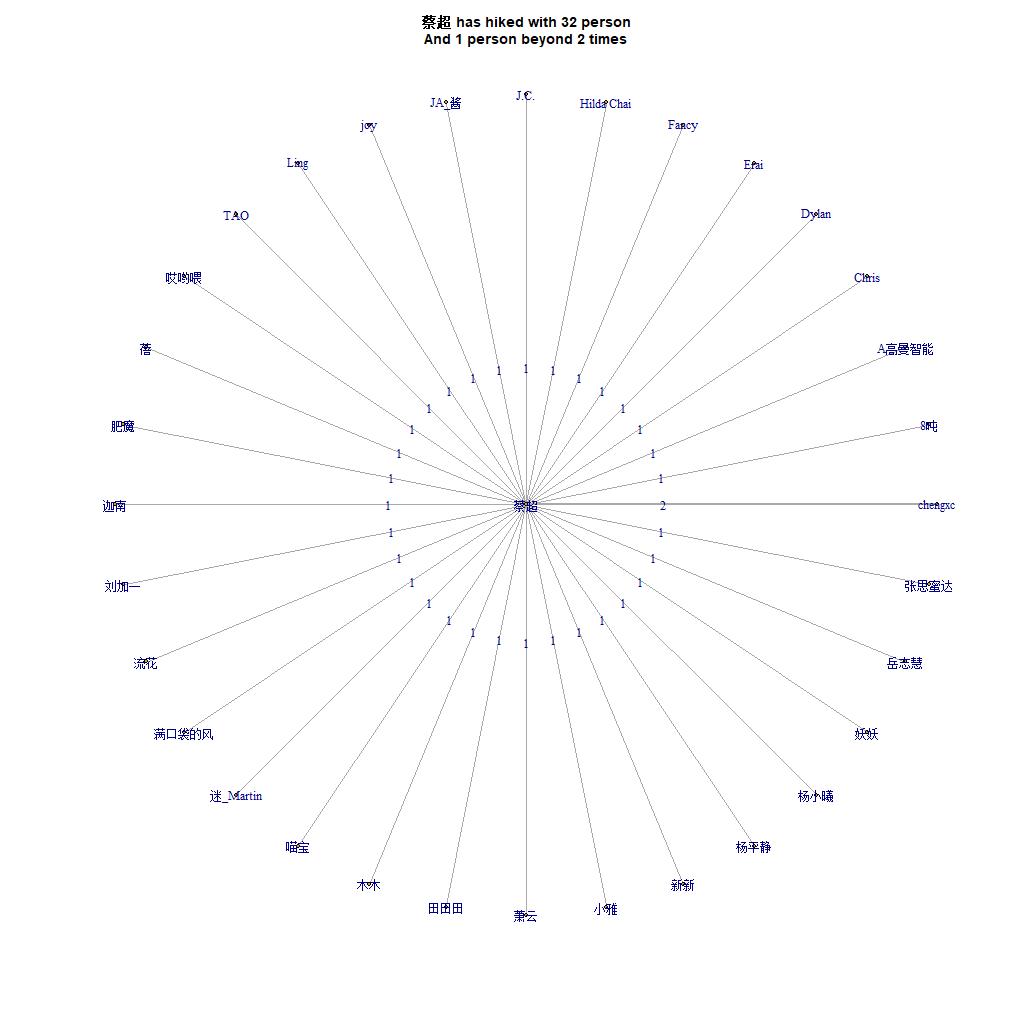 蔡超 has hiked with 32 person
And 1 person beyond 2 times
J.C.
JA_酱
Hilda Chai
joy
Fancy
Ling
Erai
TAO
Dylan
哎哟喂
Chris
蓓
A高曼智能
1
1
1
1
1
1
1
1
1
1
1
肥魔
8吨
1
1
1
1
1
1
迦南
1
蔡超
2
chengxc
1
1
1
1
刘加一
张思蜜达
1
1
1
1
1
1
1
1
1
1
1
流花
岳志慧
满口袋的风
妖妖
迷_Martin
杨小曦
喵宝
杨平静
木木
新新
田田田
小雅
萧云